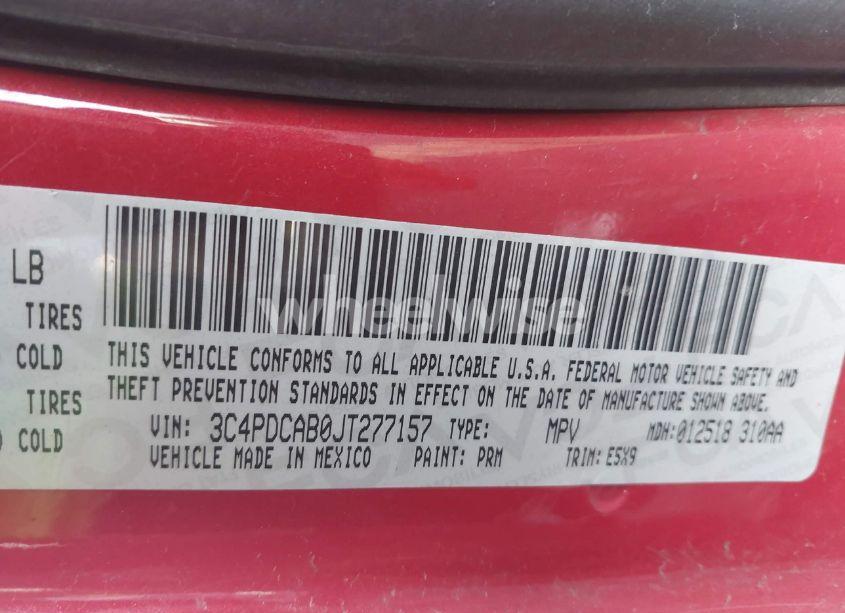 LB
TIRES
COLD
TIRES
COLD
wheelwise
THIS VEHICLE CONFORMS TO ALL APPLICABLE U.S.A. FEDERAL MOTOR VEHICLE SAFETY AND
THEFT PREVENTION STANDARDS IN EFFECT ON THE DATE OF MANUFACTURE SHOWN ABOVE.
VIN: 3C4PDCAB0JT277157 TYPE: MPV MDH:012518 310AA
VEHICLE MADE IN MEXICO PAINT: PRM TRIM: E5X9